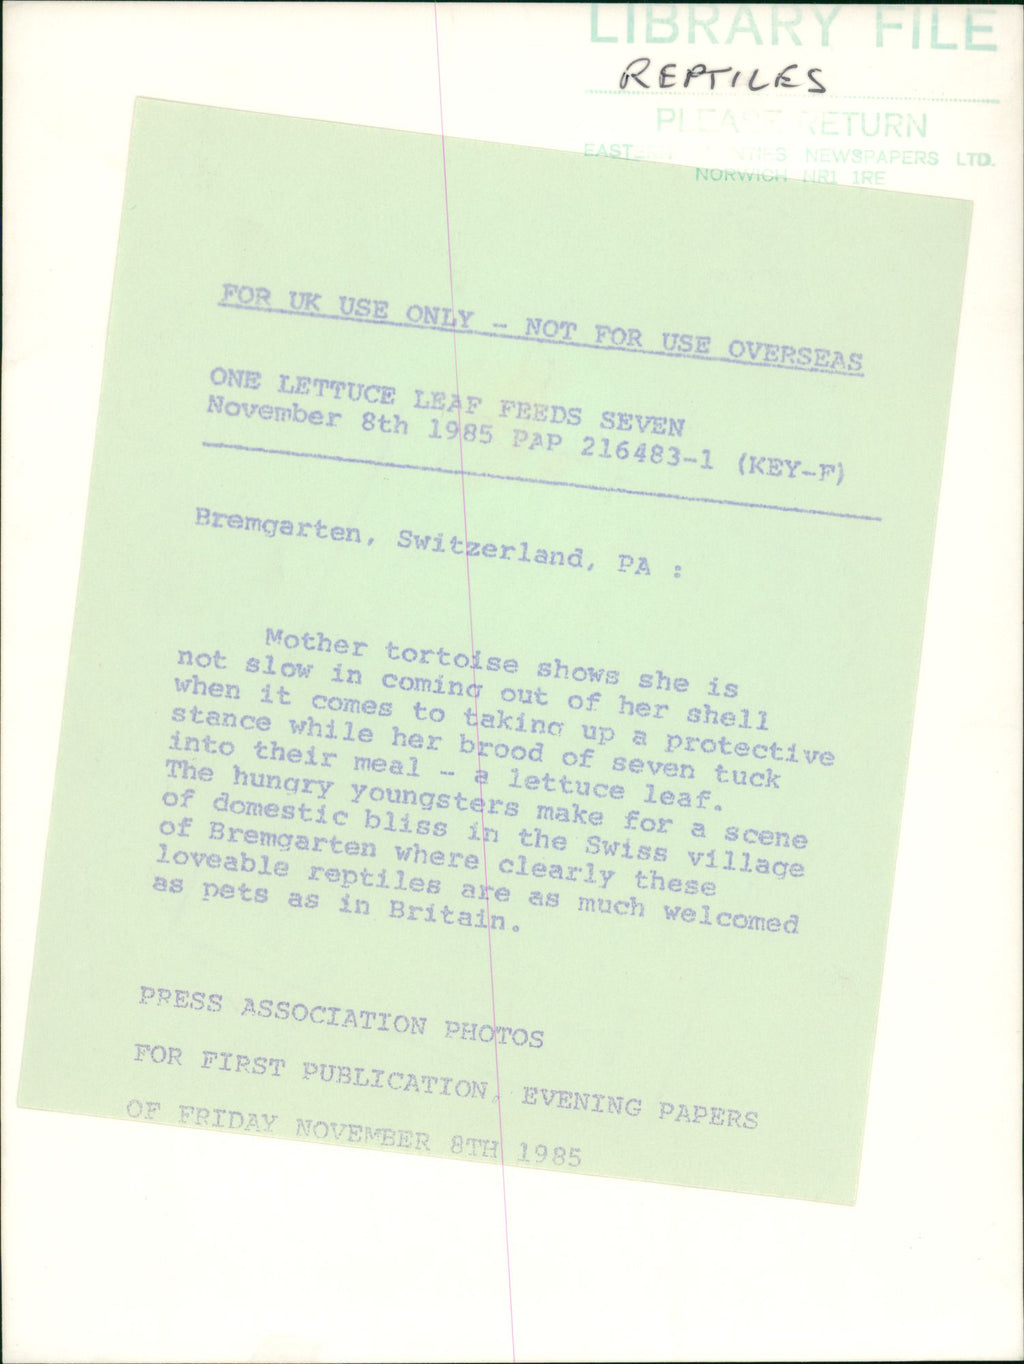 LIBRARY FILE
REPTILES
PLEASE RETURN
EASTERN COUNTIES NEWSPAPERS LTD.
NORWICH NR1 1RE
FOR UK USE ONLY - NOT FOR USE OVERSEAS
ONE LETTUCE LEAF FEEDS SEVEN
November 8th 1985 PAP 216483-1 (KEY-F)
Bremgarten, Switzerland, PA :
Mother tortoise shows she is
not slow in coming out of her shell
when it comes to taking up a protective
stance while her brood of seven tuck
into their meal - a lettuce leaf.
The hungry youngsters make for a scene
of domestic bliss in the Swiss village
of Bremgarten where clearly these
loveable reptiles are as much welcomed
as pets as in Britain.
PRESS ASSOCIATION PHOTOS
FOR FIRST PUBLICATION, EVENING PAPERS
OF FRIDAY NOVEMBER 8TH 1985